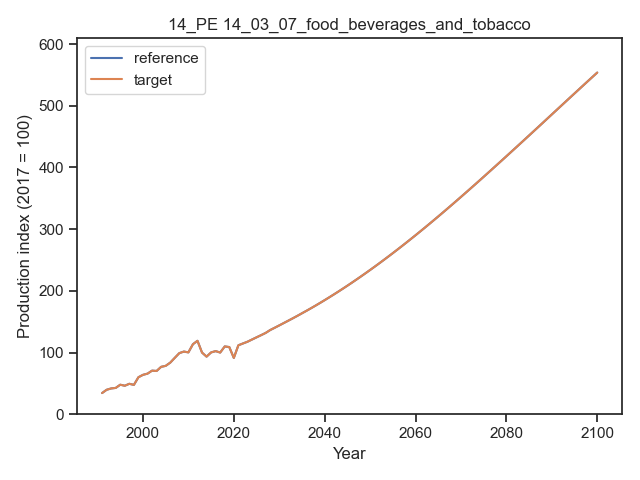 14_PE 14_03_07_food_beverages_and_tobacco
reference
target
Production index (2017 = 100)
600
500
400
300
200
100
0
2000 2020 2040 2060 2080 2100
Year